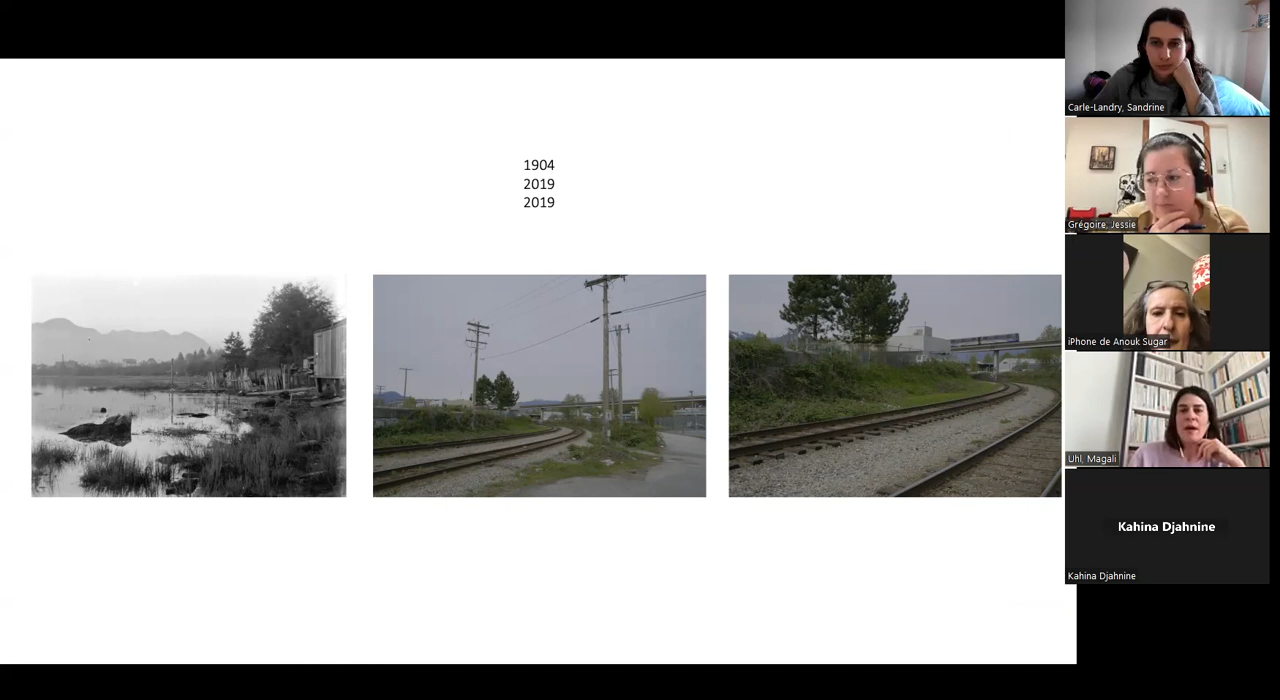 1904
2019
2019
Carle-Landry, Sandrine
Grégoire, Jessie
iPhone de Anouk Sugar
Uhl, Magali
Kahina Djahnine
Kahina Djahnine